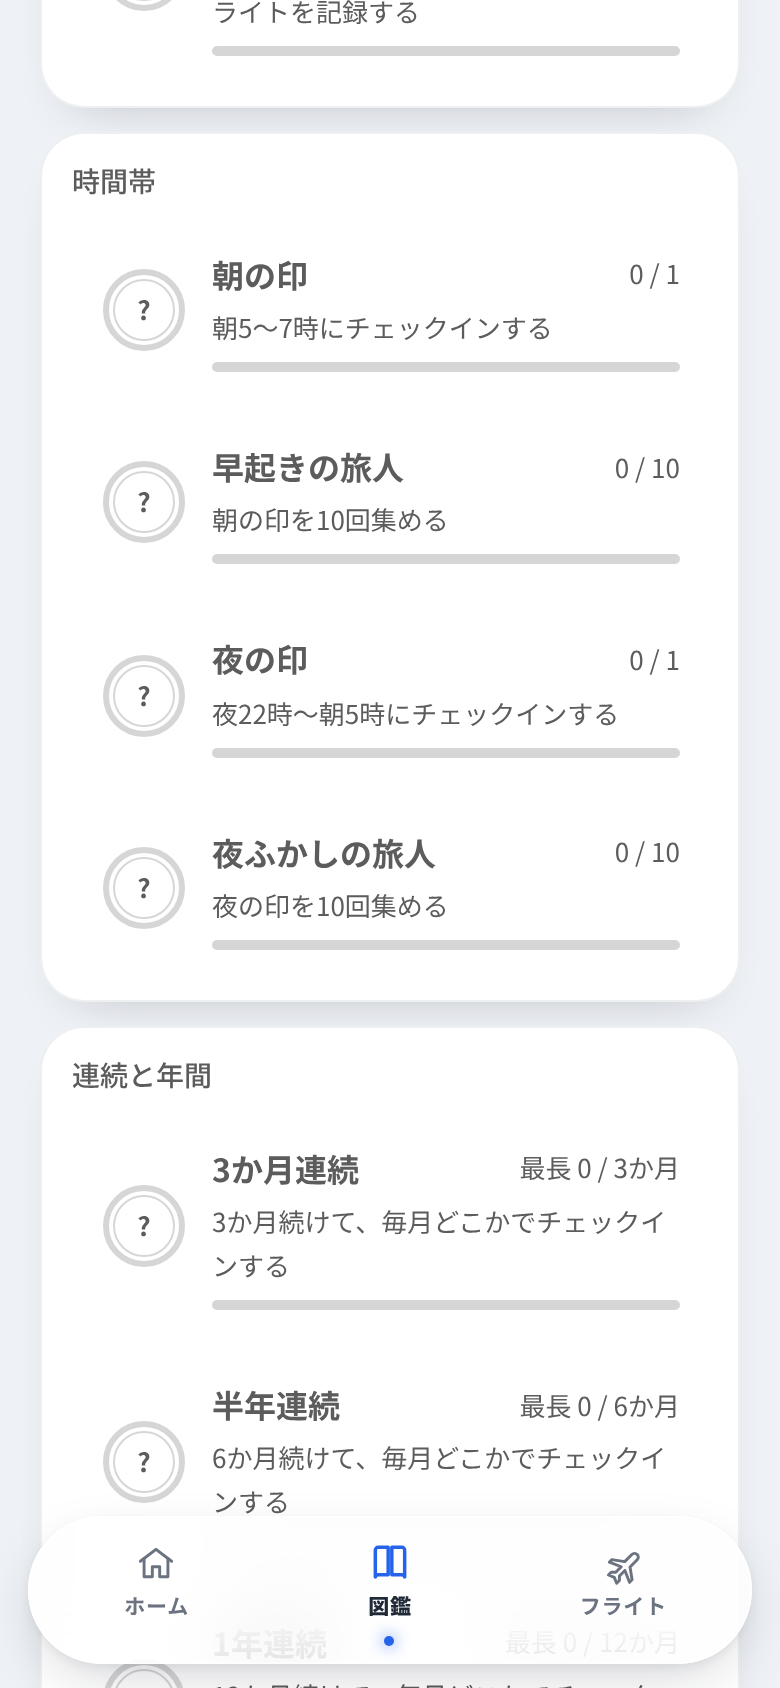 ライトを記録する
時間帯
?
朝の印
0 / 1
朝5〜7時にチェックインする
?
早起きの旅人
0 / 10
朝の印を10回集める
?
夜の印
0 / 1
夜22時〜朝5時にチェックインする
?
夜ふかしの旅人
0 / 10
夜の印を10回集める
連続と年間
?
3か月連続
最長 0 / 3か月
3か月続けて、毎月どこかでチェックイ
ンする
?
半年連続
最長 0 / 6か月
6か月続けて、毎月どこかでチェックイ
ンする
ホーム
図鑑
フライト
1年連続
最長 0 / 12か月